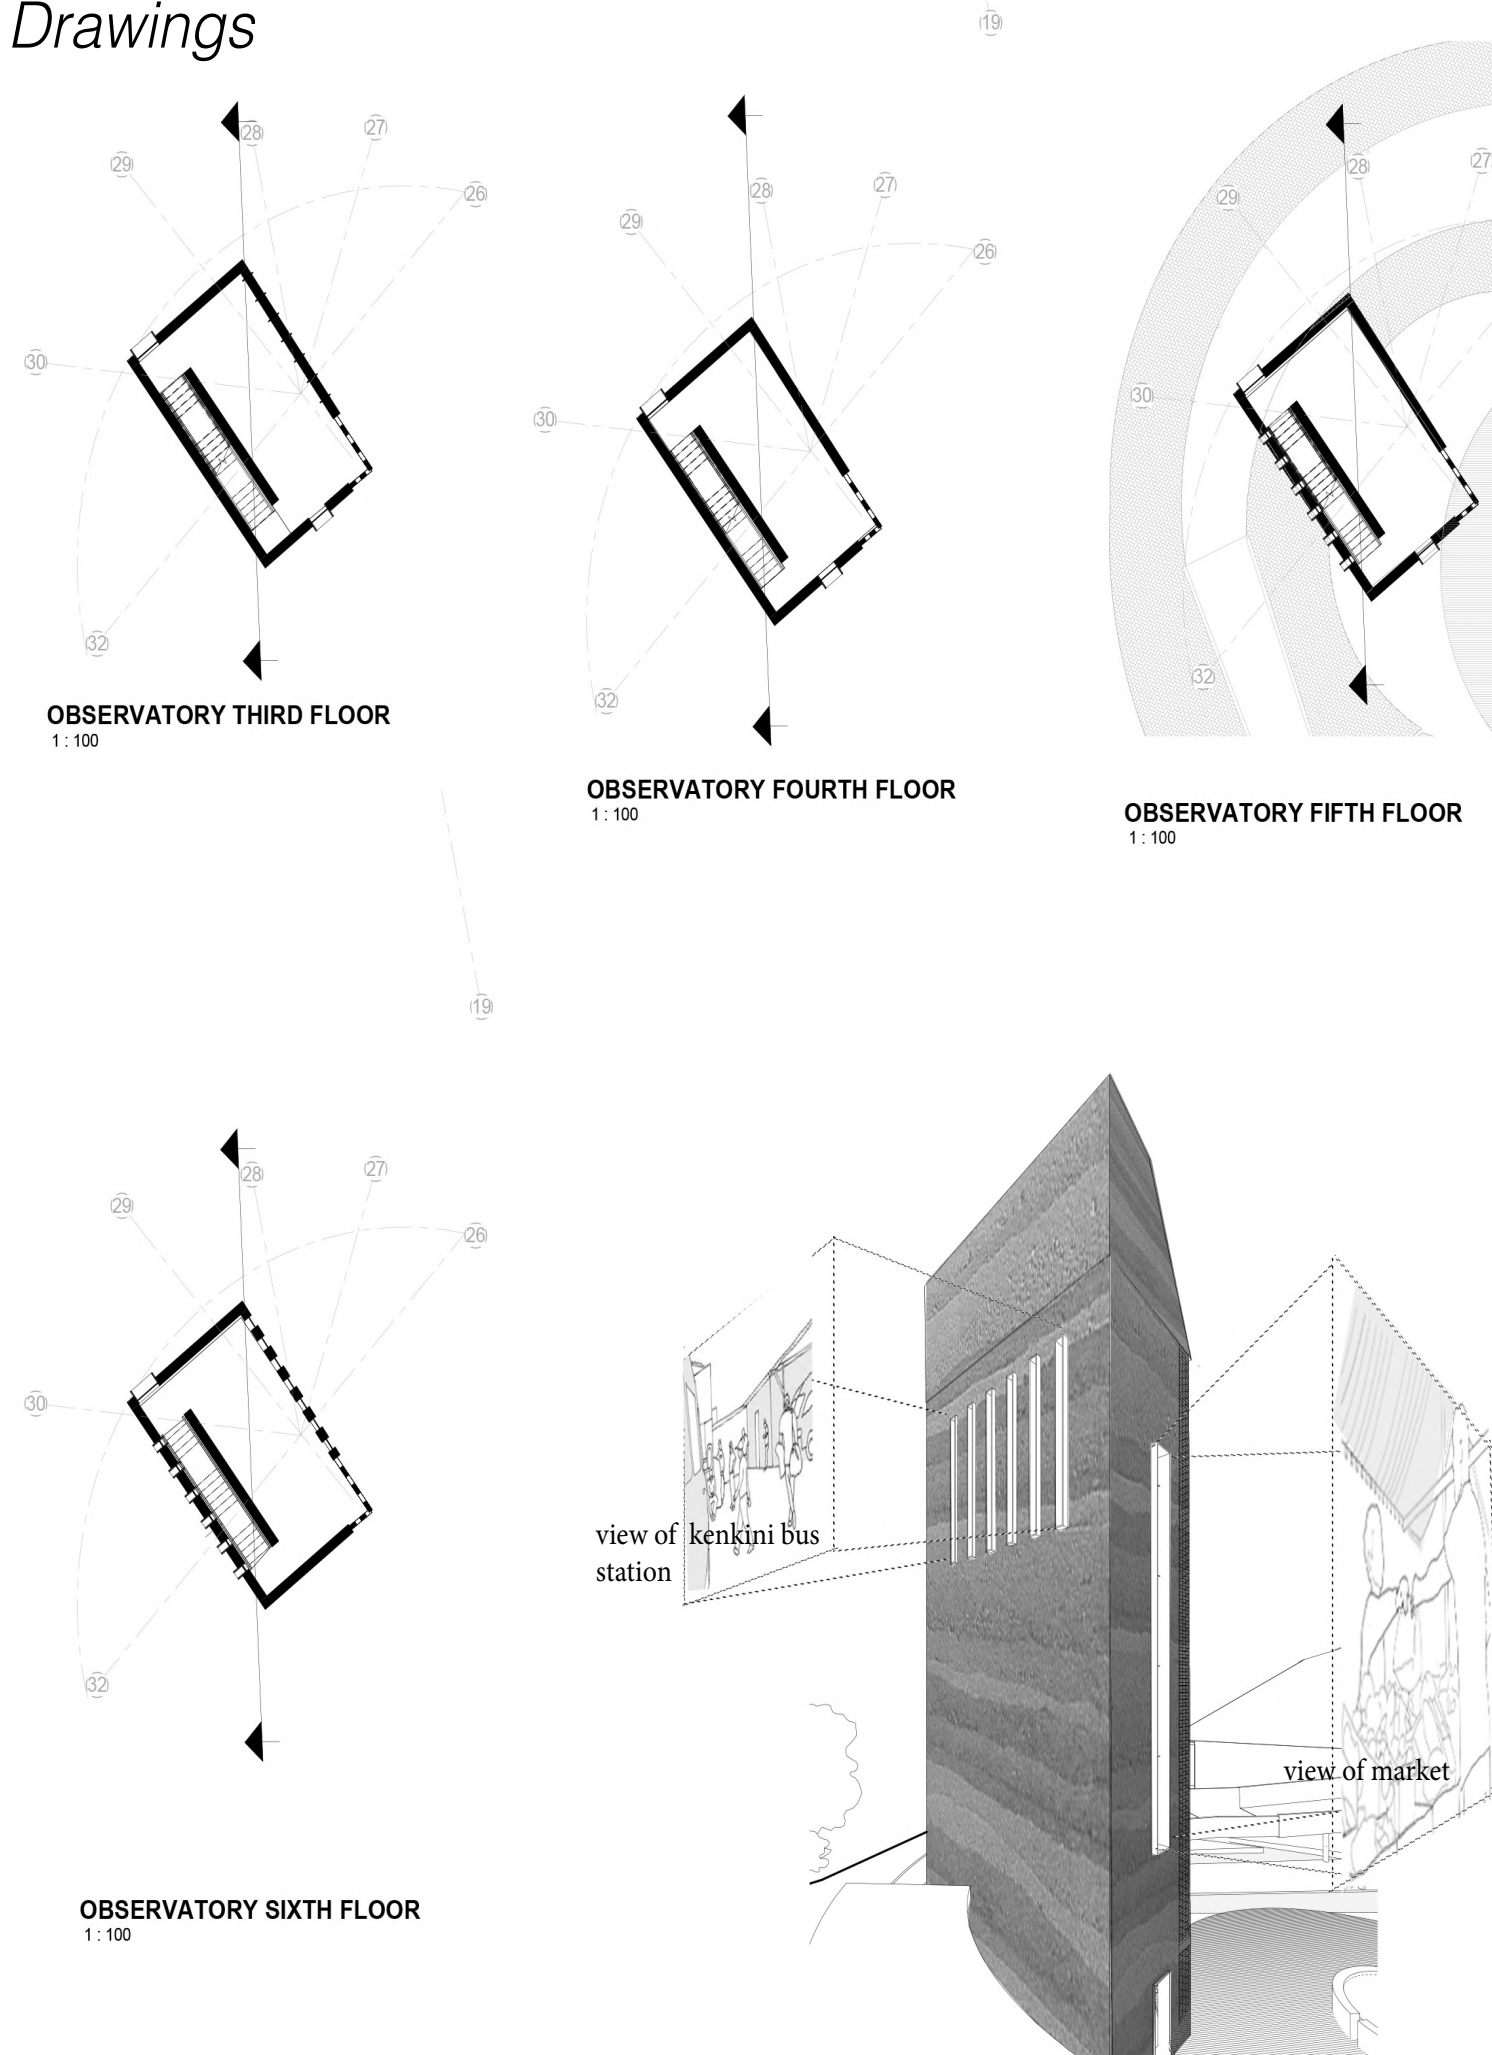 Drawings
(19)
(28)
(27)
(29)
(26)
(30)
(32)
OBSERVATORY THIRD FLOOR
1 : 100
(28)
(27)
(29)
(26)
(30)
(32)
OBSERVATORY FOURTH FLOOR
1 : 100
(28)
(27)
(29)
(30)
(32)
OBSERVATORY FIFTH FLOOR
1 : 100
(19)
(28)
(27)
(29)
(26)
(30)
(32)
OBSERVATORY SIXTH FLOOR
1 : 100
view of kenkini bus
station
view of market